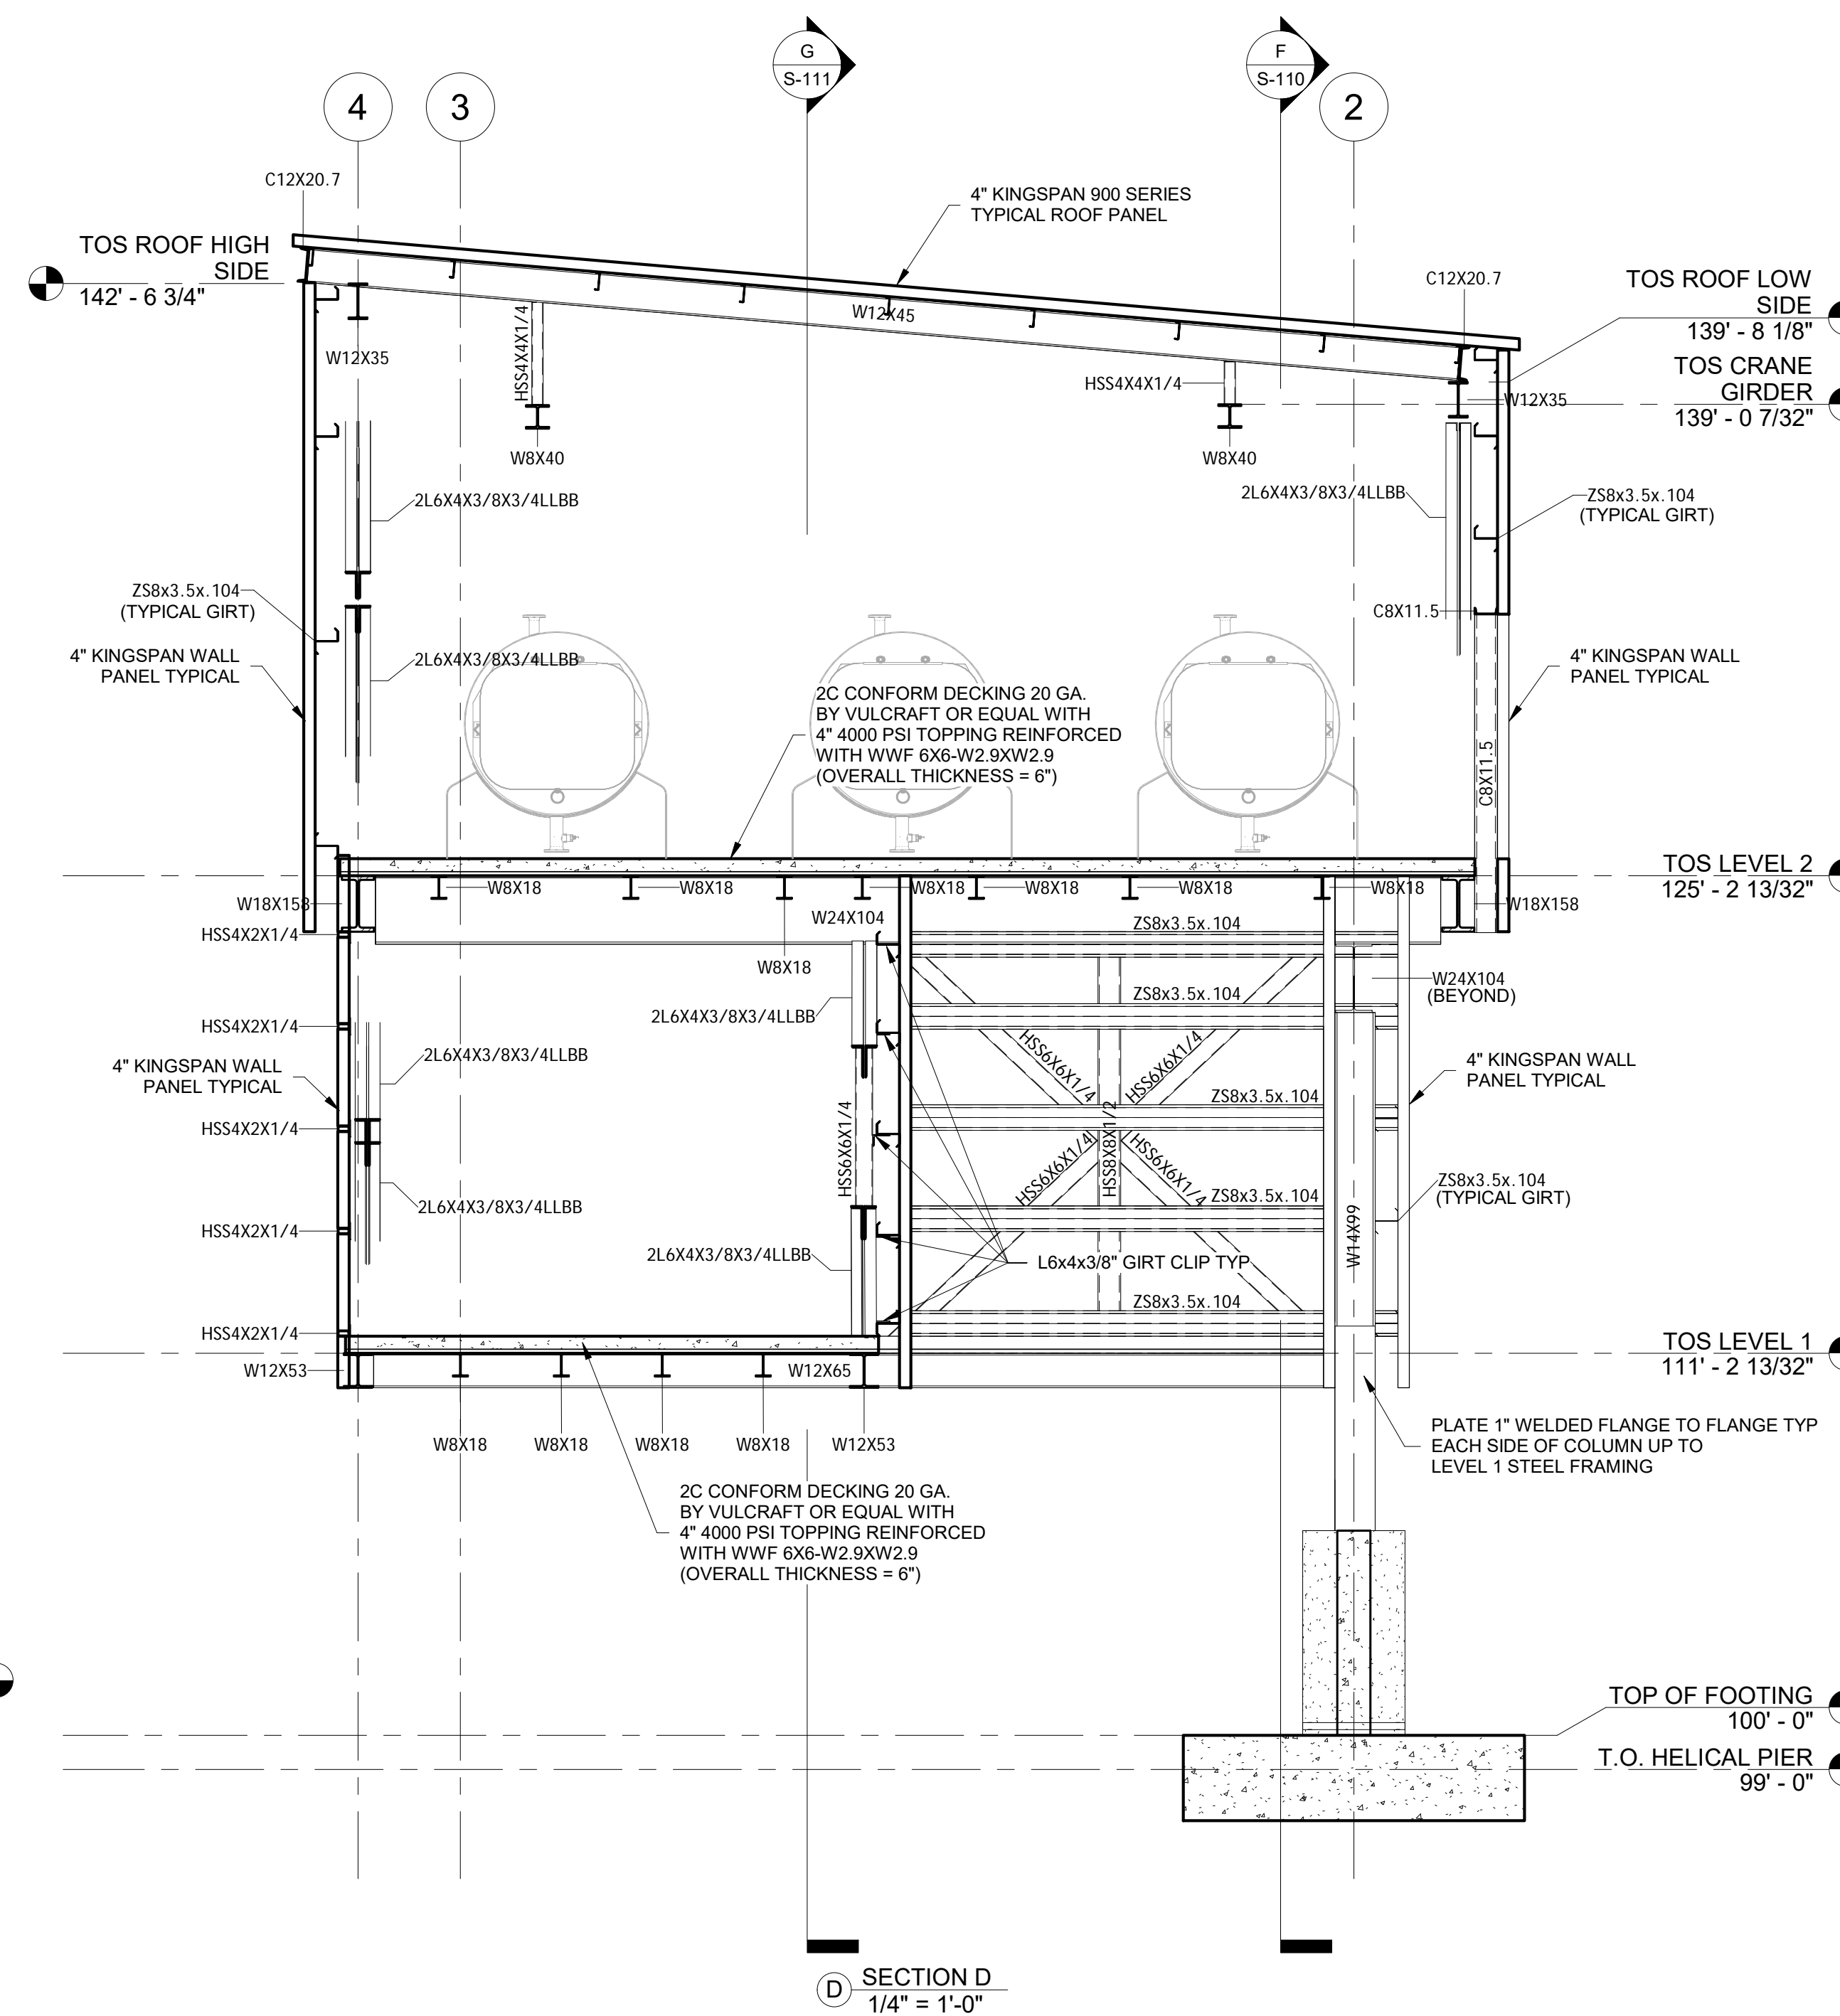 G
S-111
F
S-110
4
3
2
C12X20.7
4" KINGSPAN 900 SERIES
TYPICAL ROOF PANEL
TOS ROOF HIGH
SIDE
142' - 6 3/4"
C12X20.7
TOS ROOF LOW
SIDE
139' - 8 1/8"
W12X45
HSS4X4X1/4
W12X35
HSS4X4X1/4
TOS CRANE
GIRDER
139' - 0 7/32"
W12X35
W8X40
W8X40
2L6X4X3/8X3/4LLBB
2L6X4X3/8X3/4LLBB
ZS8x3.5x.104
(TYPICAL GIRT)
ZS8x3.5x.104
(TYPICAL GIRT)
C8X11.5
4" KINGSPAN WALL
PANEL TYPICAL
2L6X4X3/8X3/4LLBB
4" KINGSPAN WALL
PANEL TYPICAL
2C CONFORM DECKING 20 GA.
BY VULCRAFT OR EQUAL WITH
4" 4000 PSI TOPPING REINFORCED
WITH WWF 6X6-W2.9XW2.9
(OVERALL THICKNESS = 6")
C8X11.5
TOS LEVEL 2
125' - 2 13/32"
W8X18
W8X18
W8X18
W8X18
W8X18
W8X18
W18X158
W24X104
W18X158
HSS4X2X1/4
ZS8x3.5x.104
W8X18
W24X104
(BEYOND)
ZS8x3.5x.104
2L6X4X3/8X3/4LLBB
HSS4X2X1/4
HSS6X6X1/4
HSS6X6X1/4
2L6X4X3/8X3/4LLBB
4" KINGSPAN WALL
PANEL TYPICAL
4" KINGSPAN WALL
PANEL TYPICAL
ZS8x3.5x.104
HSS4X2X1/4
HSS6X6X1/4
HSS6X6X1/4
HSS8X8X1/2
HSS6X6X1/4
ZS8x3.5x.104
(TYPICAL GIRT)
ZS8x3.5x.104
2L6X4X3/8X3/4LLBB
HSS4X2X1/4
W14X99
2L6X4X3/8X3/4LLBB
L6x4x3/8" GIRT CLIP TYP
ZS8x3.5x.104
HSS4X2X1/4
TOS LEVEL 1
111' - 2 13/32"
W12X53
W12X65
W8X18
W8X18
W8X18
W8X18
W12X53
PLATE 1" WELDED FLANGE TO FLANGE TYP
EACH SIDE OF COLUMN UP TO
LEVEL 1 STEEL FRAMING
2C CONFORM DECKING 20 GA.
BY VULCRAFT OR EQUAL WITH
4" 4000 PSI TOPPING REINFORCED
WITH WWF 6X6-W2.9XW2.9
(OVERALL THICKNESS = 6")
TOP OF FOOTING
100' - 0"
T.O. HELICAL PIER
99' - 0"
D
SECTION D
1/4" = 1'-0"